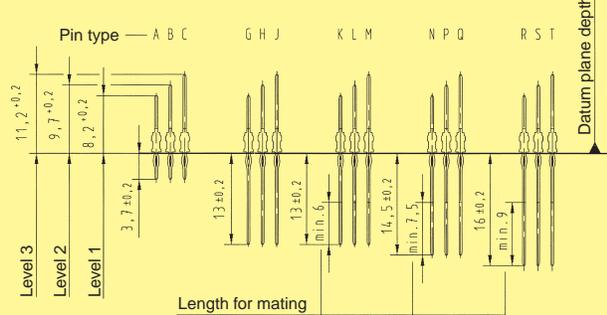 Pin type
A B C
G H J
K L M
N P Q
R S T
Datum plane depth
11,2 +0,2
9,7 +0,2
8,2 +0,2
3,7 ±0,2
13 ±0,2
13 ±0,2
min. 6
14,5 ±0,2
min. 7,5
16 ±0,2
min. 9
Level 3
Level 2
Level 1
Length for mating